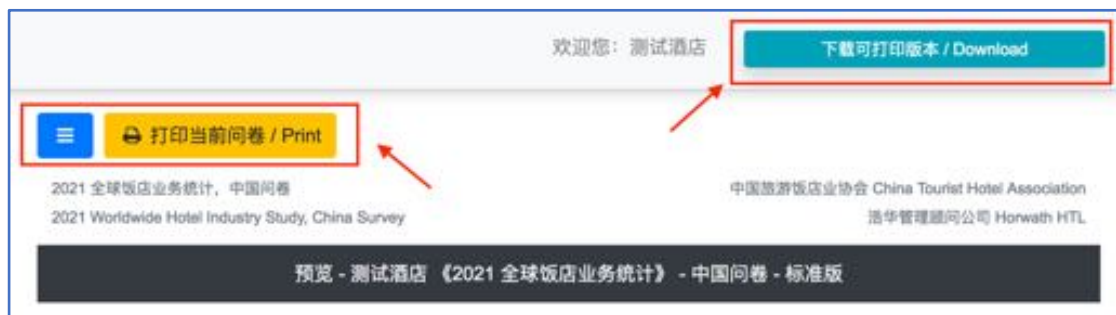 欢迎您：测试酒店
下载可打印版本 / Download
打印当前问卷 / Print
2021 全球饭店业务统计，中国问卷
中国旅游饭店业协会 China Tourist Hotel Association
2021 Worldwide Hotel Industry Study, China Survey
浩华管理顾问公司 Horwath HTL
预览 - 测试酒店 《2021 全球饭店业务统计》 - 中国问卷 - 标准版